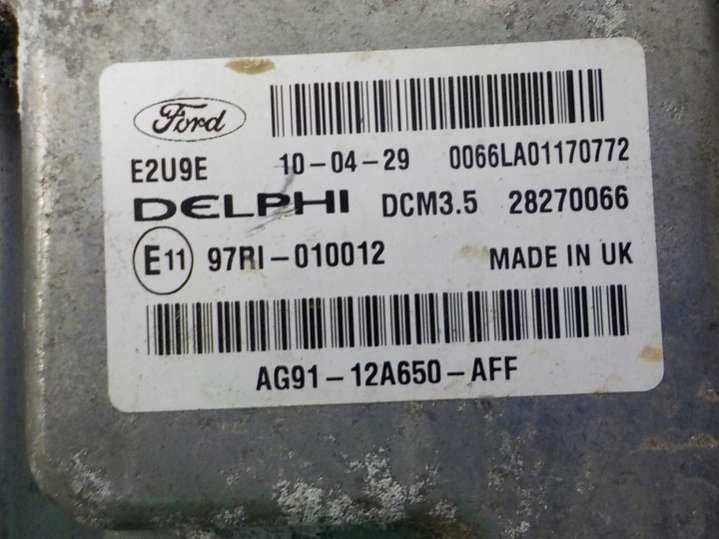 Ford
E2U9E 10-04-29 0066LA01170772
DELPHI DCM3.5 28270066
E11 97RI-010012 MADE IN UK
AG91-12A650-AFF